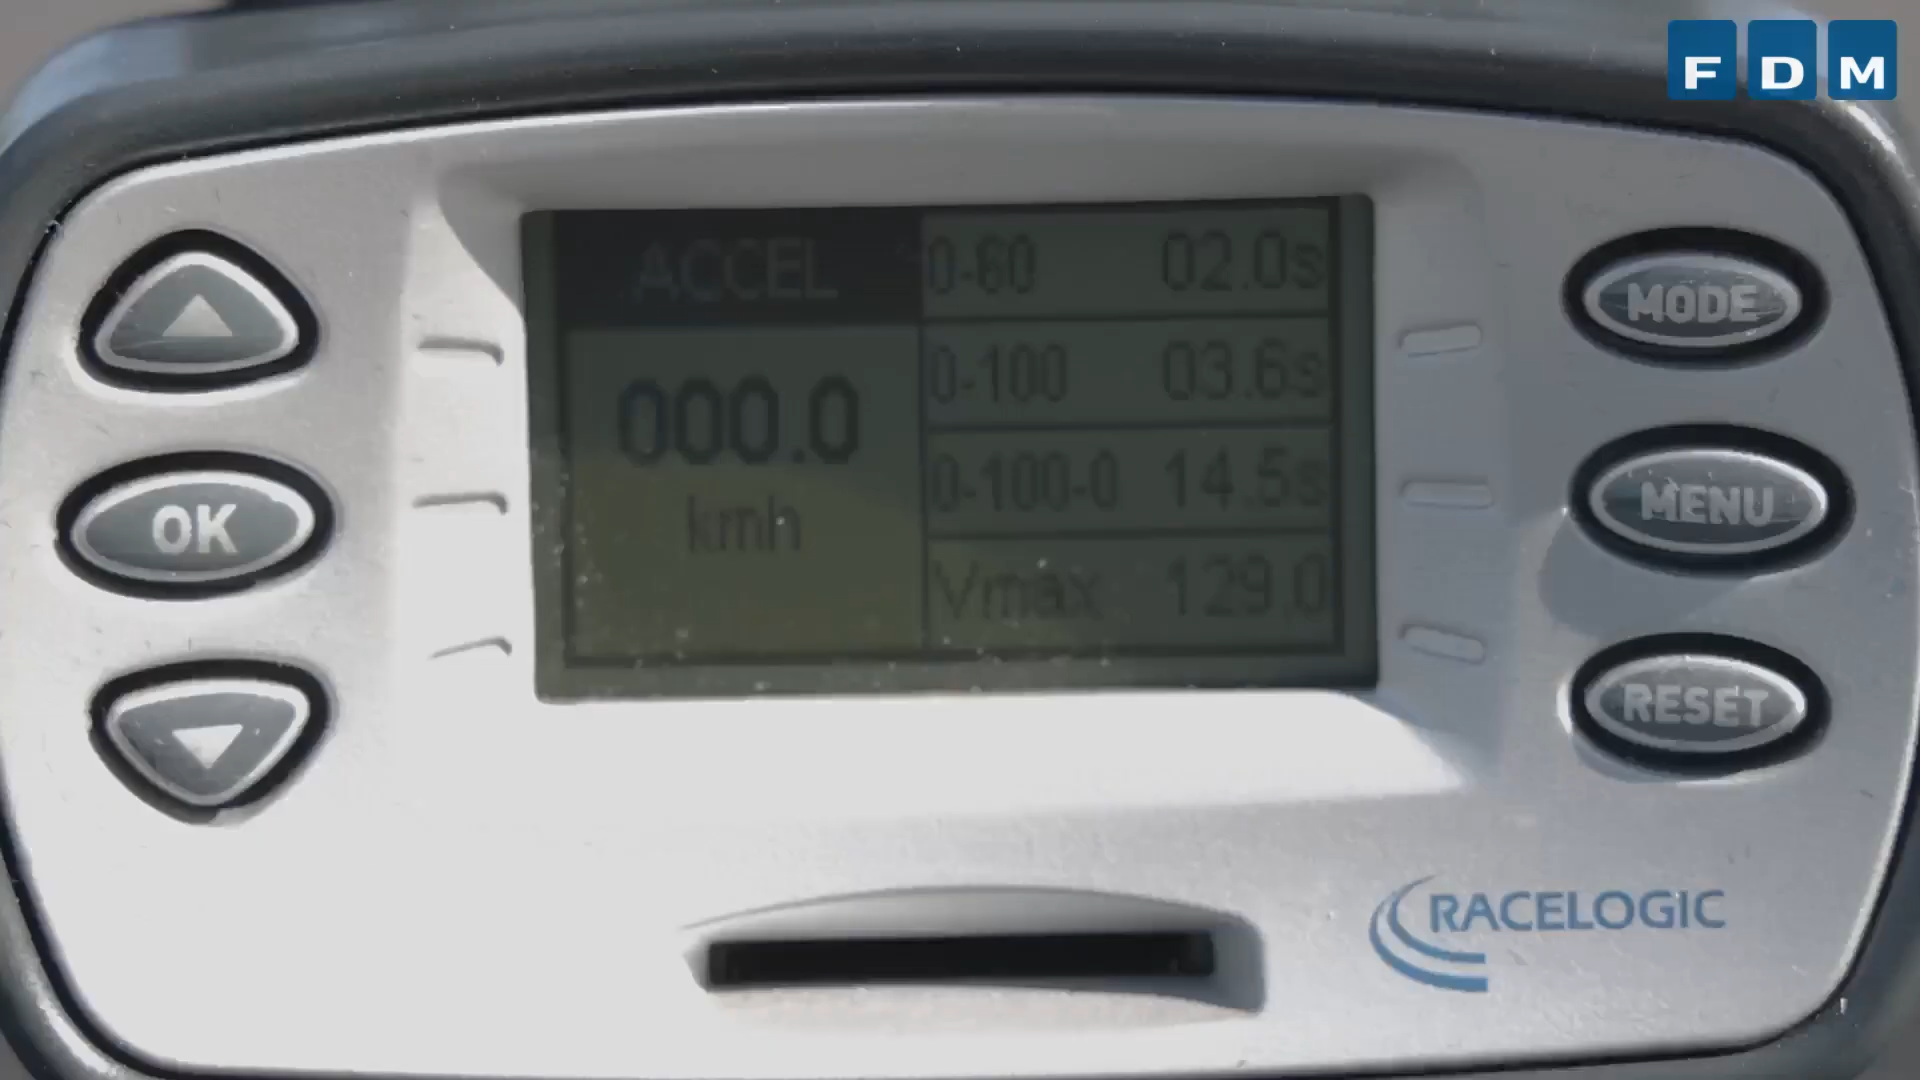 FDM
ACCEL
000.0
kmh
0-60 02.0s
0-100 03.6s
0-100-0 14.5s
Vmax 129.0
OK
MODE
MENU
RESET
RACELOGIC